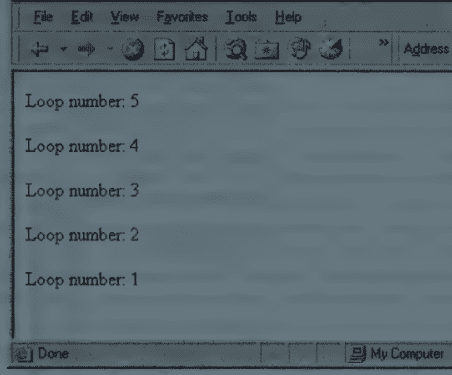 File Edit View Favorites Tools Help
» Address
Loop number: 5
Loop number: 4
Loop number: 3
Loop number: 2
Loop number: 1
Done My Computer